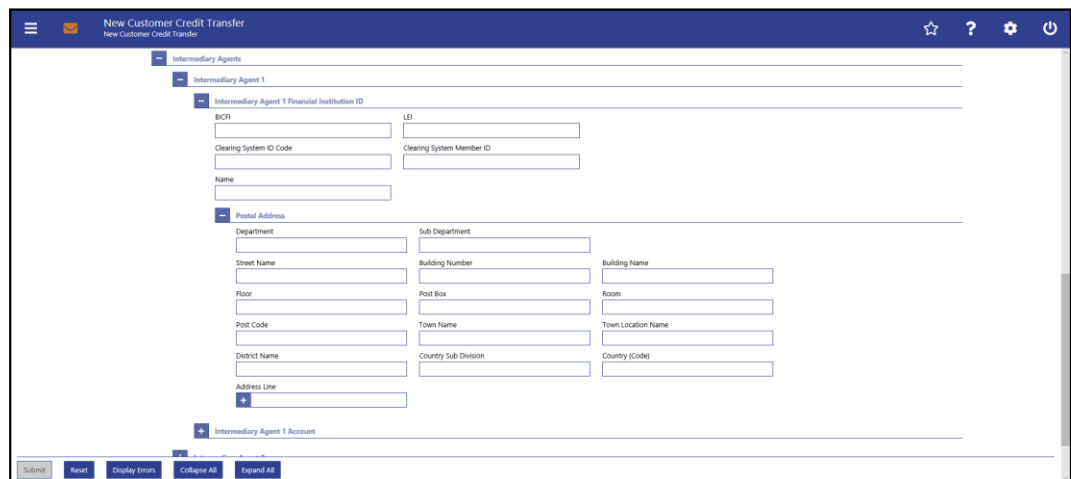 New Customer Credit Transfer
New Customer Credit Transfer
Intermediary Agents
Intermediary Agent 1
Intermediary Agent 1 Financial Institution ID
BICFI LEI
Clearing System ID Code Clearing System Member ID
Name
Postal Address
Department Sub Department
Street Name Building Number Building Name
Floor Post Box Room
Post Code Town Name Town Location Name
District Name Country Sub Division Country (Code)
Address Line
Intermediary Agent 1 Account
Submit Reset Display Errors Collapse All Expand All